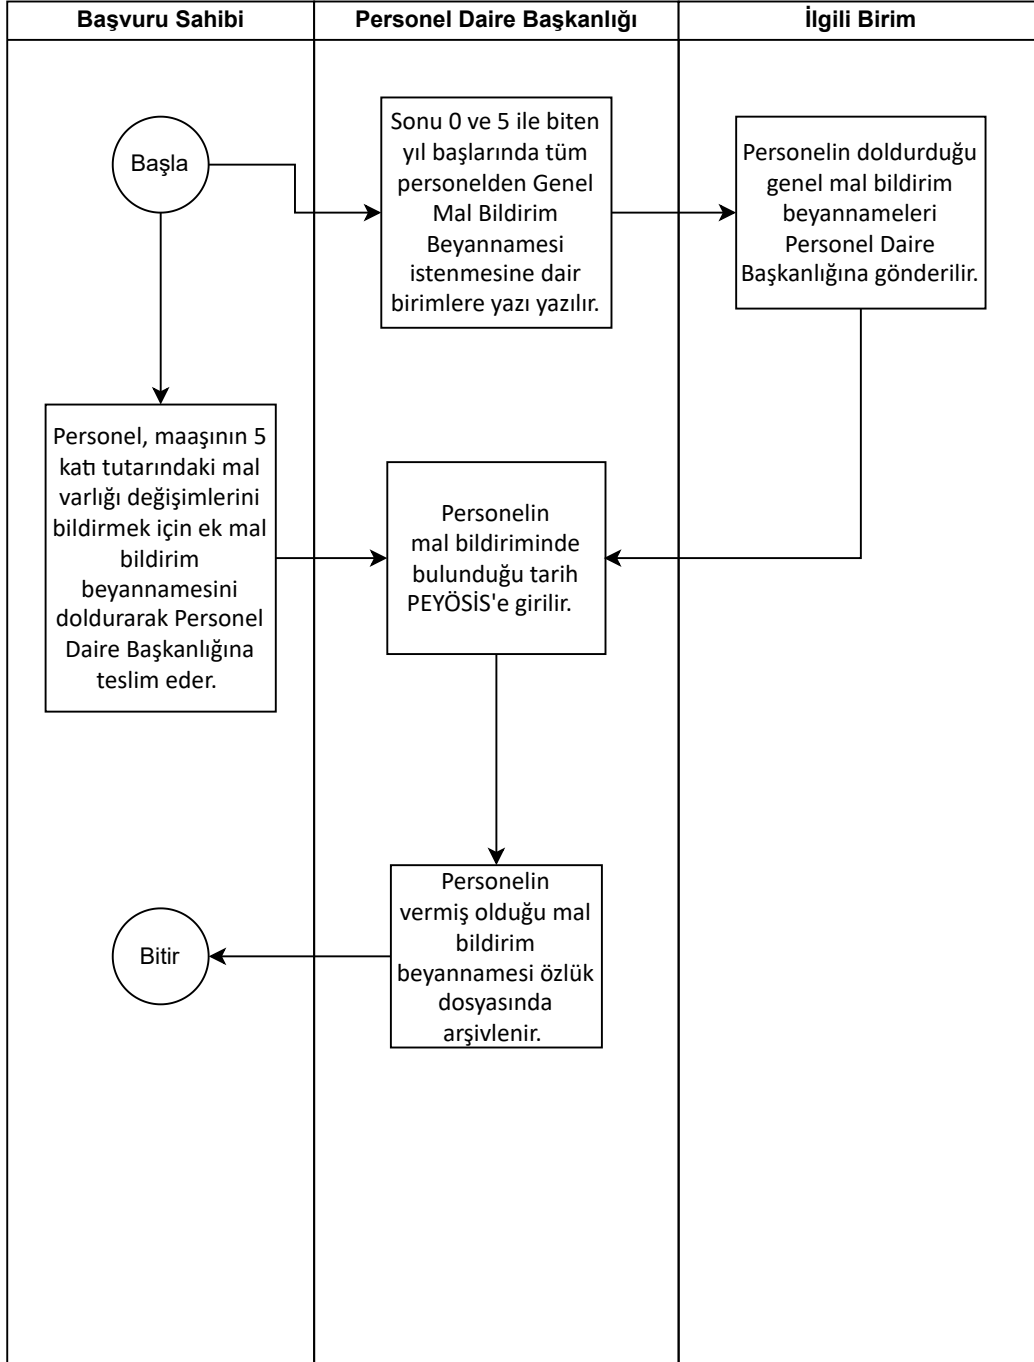 Başvuru Sahibi
Personel Daire Başkanlığı
İlgili Birim
Başla
Sonu 0 ve 5 ile biten
yıl başlarında tüm
personelden Genel
Mal Bildirim
Beyannamesi
istenmesine dair
birimlere yazı yazılır.
Personelin doldurduğu
genel mal bildirim
beyannameleri
Personel Daire
Başkanlığına gönderilir.
Personel, maaşının 5
katı tutarındaki mal
varlığı değişimlerini
bildirmek için ek mal
bildirim
beyannamesini
doldurarak Personel
Daire Başkanlığına
teslim eder.
Personelin
mal bildiriminde
bulunduğu tarih
PEYÖSİS'e girilir.
Personelin
vermiş olduğu mal
bildirim
beyannamesi özlük
dosyasında
arşivlenir.
Bitir